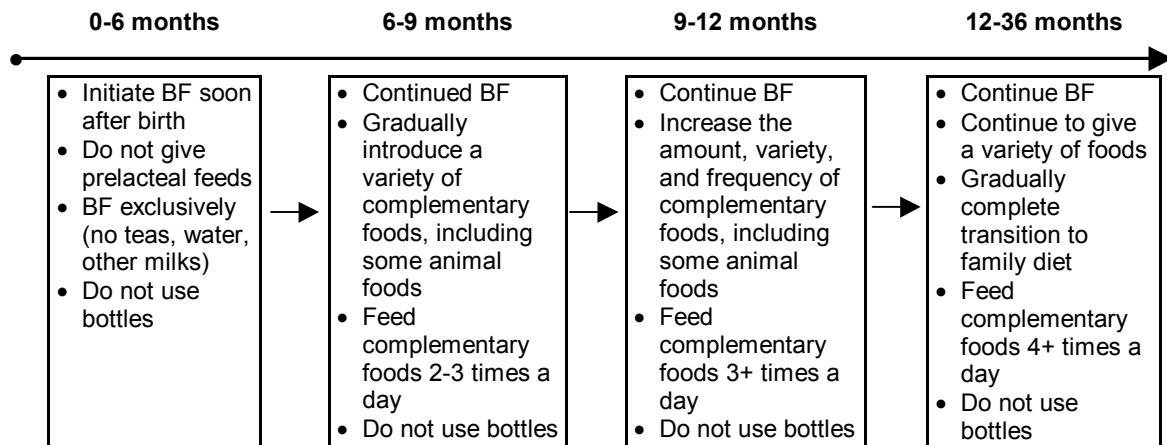 0-6 months
6-9 months
9-12 months
12-36 months
• Initiate BF soon
after birth
• Do not give
prelacteal feeds
• BF exclusively
(no teas, water,
other milks)
• Do not use
bottles
• Continued BF
• Gradually
introduce a
variety of
complementary
foods, including
some animal
foods
• Feed
complementary
foods 2-3 times a
day
• Do not use bottles
• Continue BF
• Increase the
amount, variety,
and frequency of
complementary
foods, including
some animal
foods
• Feed
complementary
foods 3+ times a
day
• Do not use bottles
• Continue BF
• Continue to give
a variety of foods
• Gradually
complete
transition to
family diet
• Feed
complementary
foods 4+ times a
day
• Do not use
bottles